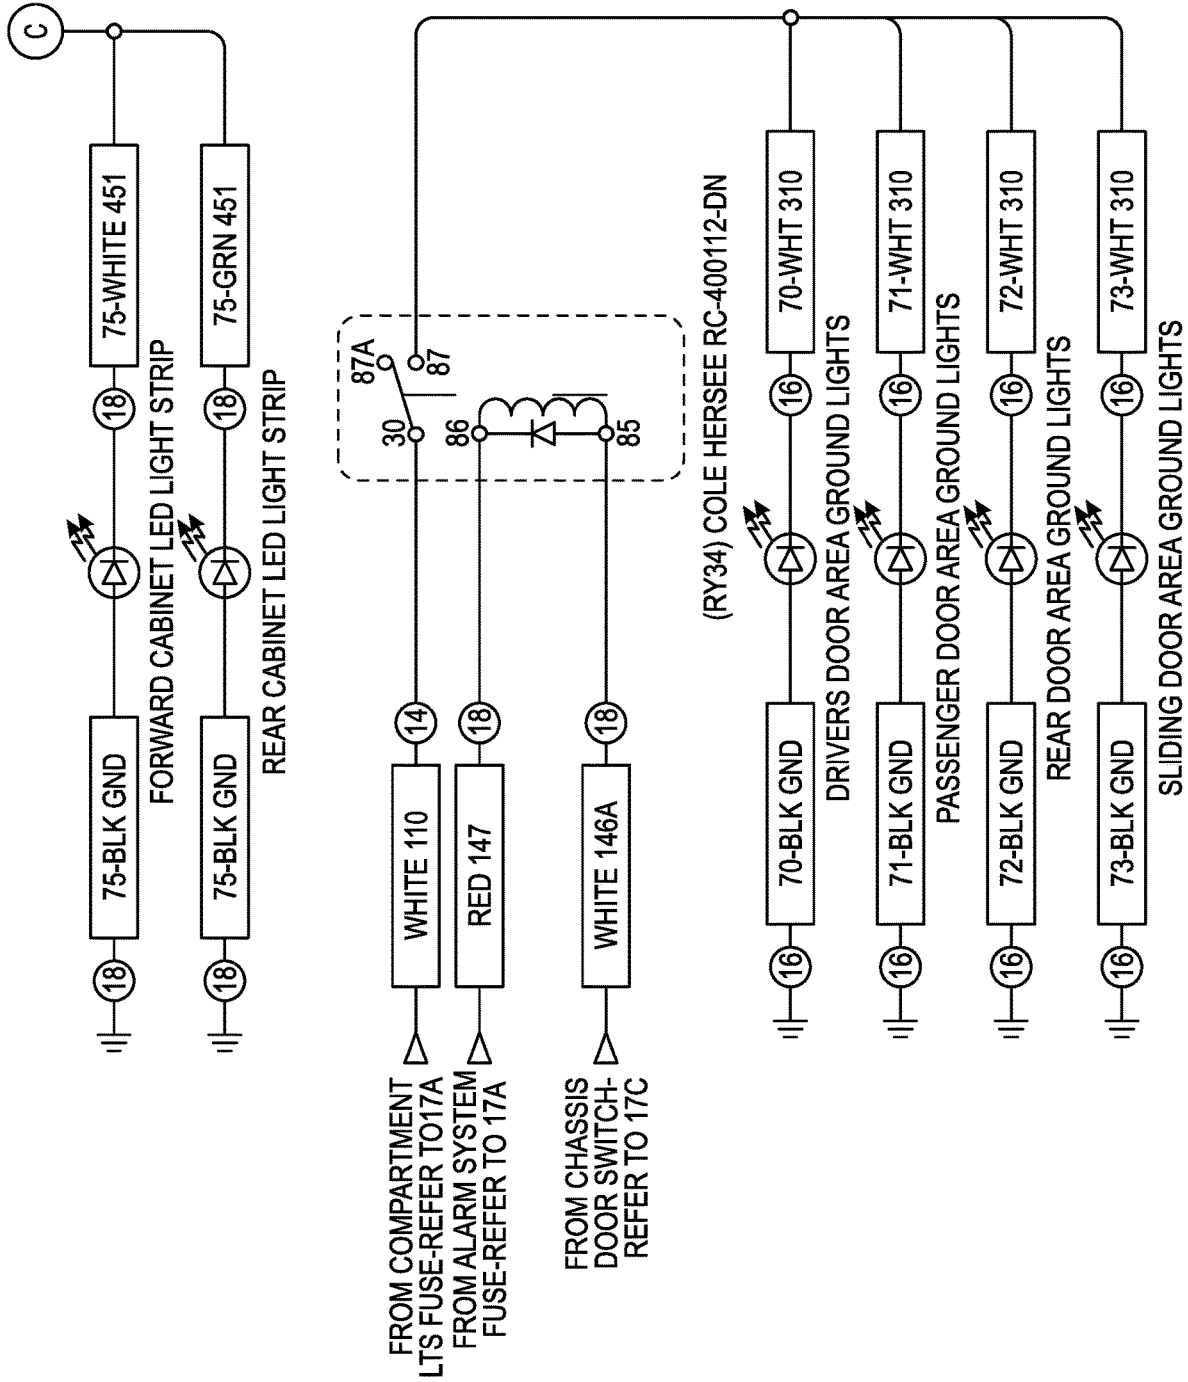 C
75-WHITE 451
18
75-BLK GND
18
FORWARD CABINET LED LIGHT STRIP
75-GRN 451
18
75-BLK GND
18
REAR CABINET LED LIGHT STRIP
87A
87
30
86
85
(RY34) COLE HERSEE RC-400112-DN
14
WHITE 110
FROM COMPARTMENT
LTS FUSE-REFER TO17A
18
RED 147
FROM ALARM SYSTEM
FUSE-REFER TO 17A
18
WHITE 146A
FROM CHASSIS
DOOR SWITCH-
REFER TO 17C
70-WHT 310
16
70-BLK GND
16
DRIVERS DOOR AREA GROUND LIGHTS
71-WHT 310
16
71-BLK GND
16
PASSENGER DOOR AREA GROUND LIGHTS
72-WHT 310
16
72-BLK GND
16
REAR DOOR AREA GROUND LIGHTS
73-WHT 310
16
73-BLK GND
16
SLIDING DOOR AREA GROUND LIGHTS